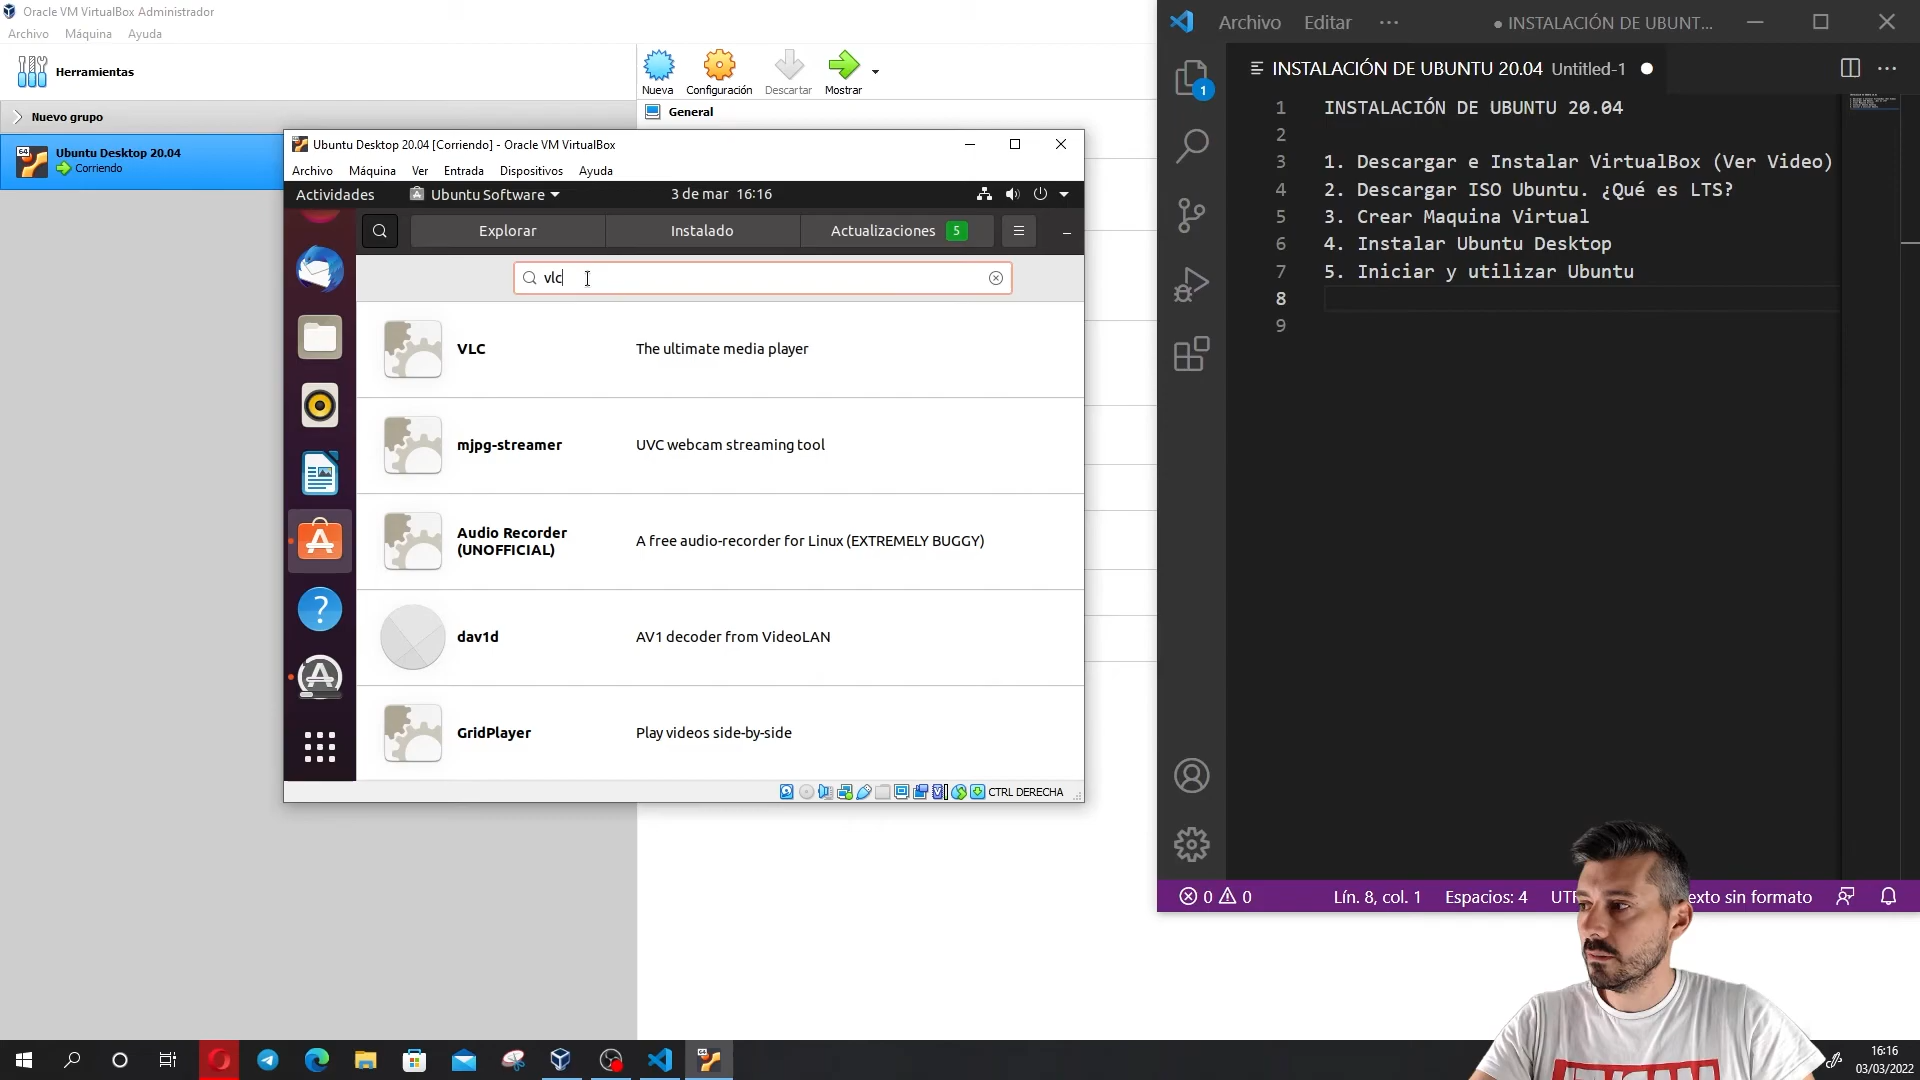 Oracle VM VirtualBox Administrador
Archivo Máquina Ayuda
Herramientas
Nuevo grupo
64
Ubuntu Desktop 20.04
Corriendo
Nueva Configuración Descartar Mostrar
General
Ubuntu Desktop 20.04 [Corriendo] - Oracle VM VirtualBox
Archivo Máquina Ver Entrada Dispositivos Ayuda
Actividades Ubuntu Software 3 de mar 16:16
Explorar Instalado Actualizaciones 5
vlc
VLC The ultimate media player
mjpg-streamer UVC webcam streaming tool
Audio Recorder
(UNOFFICIAL) A free audio-recorder for Linux (EXTREMELY BUGGY)
dav1d AV1 decoder from VideoLAN
GridPlayer Play videos side-by-side
CTRL DERECHA
Archivo Editar ··· ● INSTALACIÓN DE UBUNT...
INSTALACIÓN DE UBUNTU 20.04 Untitled-1
1
1 INSTALACIÓN DE UBUNTU 20.04
2
3 1. Descargar e Instalar VirtualBox (Ver Video)
4 2. Descargar ISO Ubuntu. ¿Qué es LTS?
5 3. Crear Maquina Virtual
6 4. Instalar Ubuntu Desktop
7 5. Iniciar y utilizar Ubuntu
8
9
0 0 Lín. 8, col. 1 Espacios: 4 UTF exto sin formato
16:16
03/03/2022